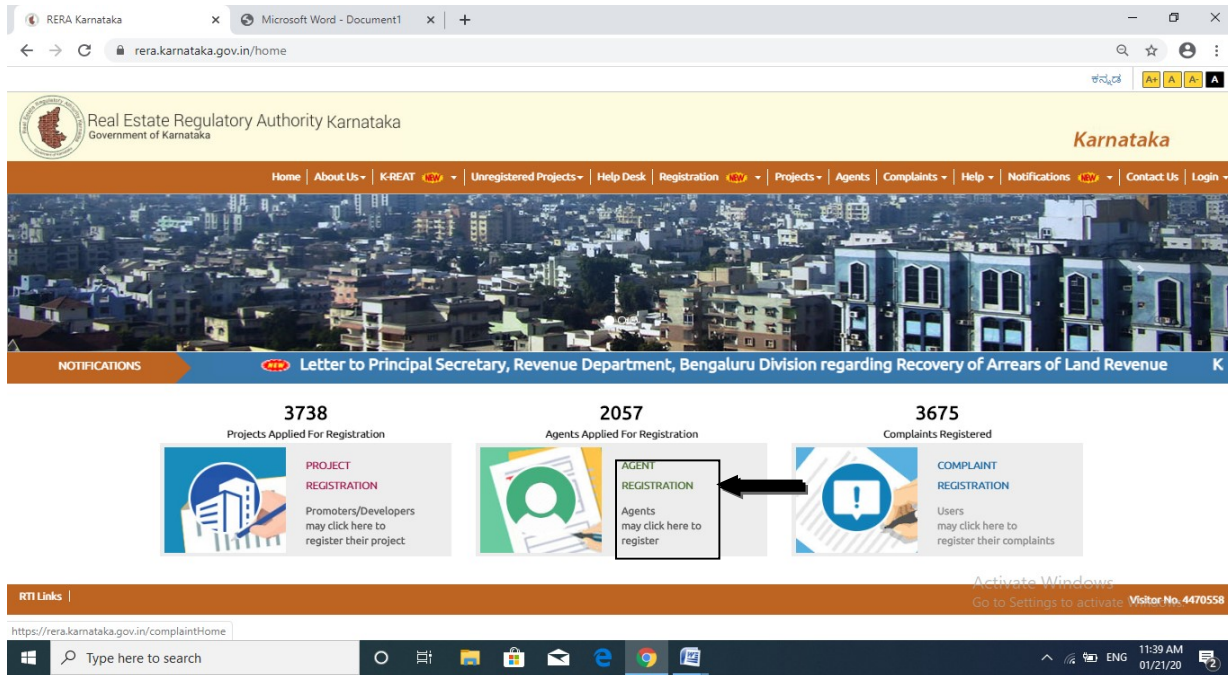 RERA Karnataka
Microsoft Word - Document1
rera.karnataka.gov.in/home
ಕನ್ನಡ A+ A A- A
Real Estate Regulatory Authority Karnataka
Government of Karnataka
Karnataka
Home | About Us | K-REAT NEW | Unregistered Projects | Help Desk | Registration NEW | Projects | Agents | Complaints | Help | Notifications NEW | Contact Us | Login
NOTIFICATIONS
NEW Letter to Principal Secretary, Revenue Department, Bengaluru Division regarding Recovery of Arrears of Land Revenue K
3738
Projects Applied For Registration
PROJECT
REGISTRATION
Promoters/Developers
may click here to
register their project
2057
Agents Applied For Registration
AGENT
REGISTRATION
Agents
may click here to
register
3675
Complaints Registered
COMPLAINT
REGISTRATION
Users
may click here to
register their complaints
Activate Windows
Go to Settings to activate
RTI Links |
Visitor No. 4470558
https://rera.karnataka.gov.in/complaintHome
Type here to search
ENG
11:39 AM
01/21/20
2